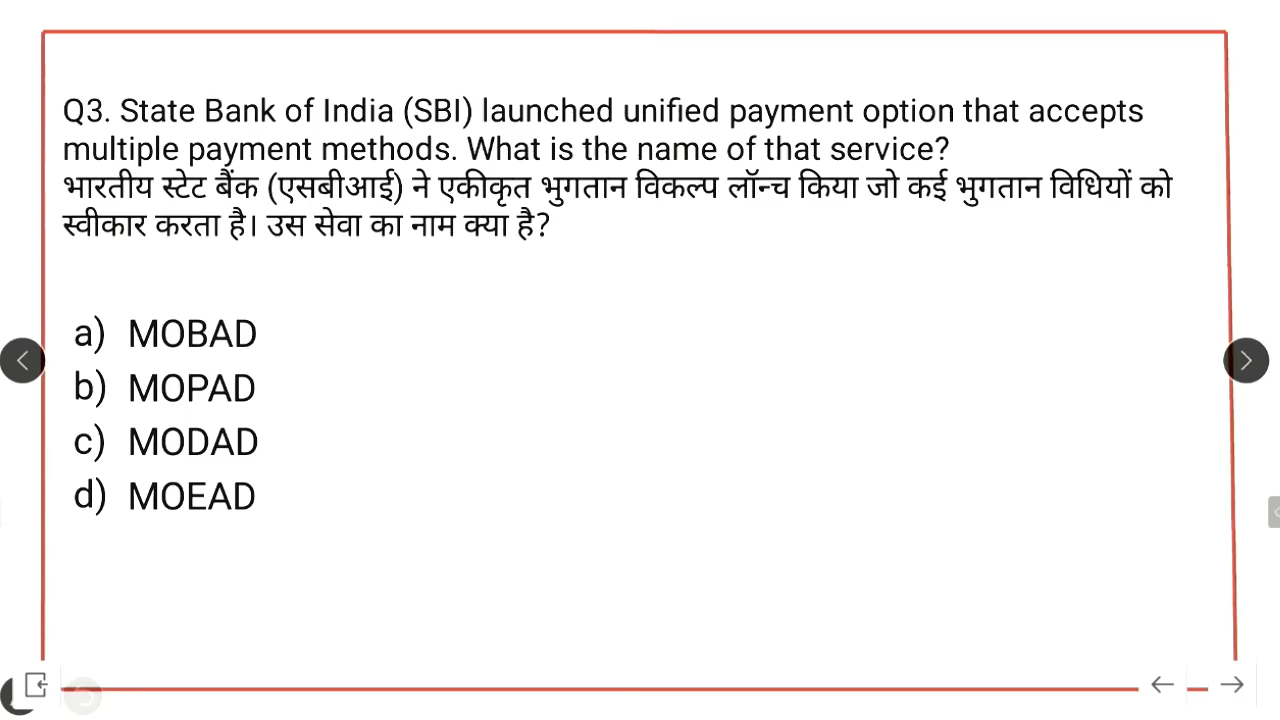 Q3. State Bank of India (SBI) launched unified payment option that accepts
multiple payment methods. What is the name of that service?
भारतीय स्टेट बैंक (एसबीआई) ने एकीकृत भुगतान विकल्प लॉन्च किया जो कई भुगतान विधियों को
स्वीकार करता है। उस सेवा का नाम क्या है?
a) MOBAD
b) MOPAD
c) MODAD
d) MOEAD